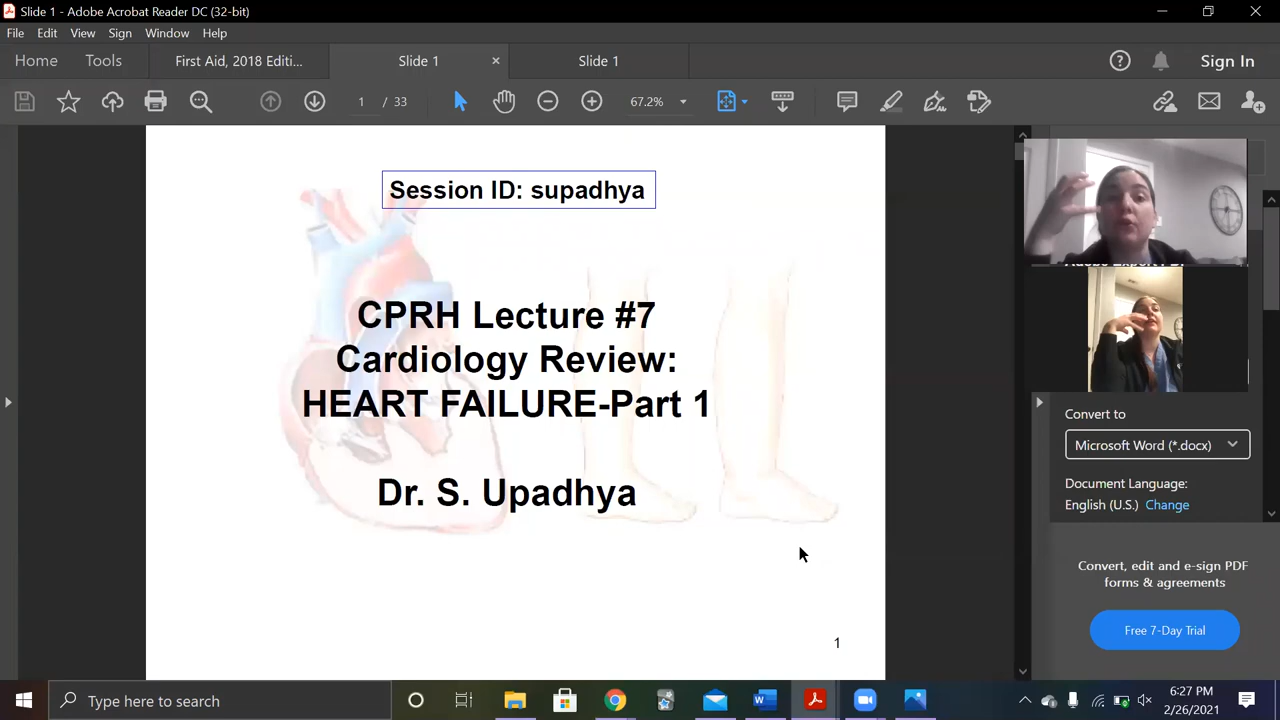 Slide 1 - Adobe Acrobat Reader DC (32-bit)
File Edit View Sign Window Help
Home Tools First Aid, 2018 Editi... Slide 1 × Slide 1 Sign In
1 / 33 67.2%
Session ID: supadhya
CPRH Lecture #7
Cardiology Review:
HEART FAILURE-Part 1
Dr. S. Upadhya
1
Convert to
Microsoft Word (*.docx)
Document Language:
English (U.S.) Change
Convert, edit and e-sign PDF
forms & agreements
Free 7-Day Trial
Type here to search
6:27 PM
2/26/2021